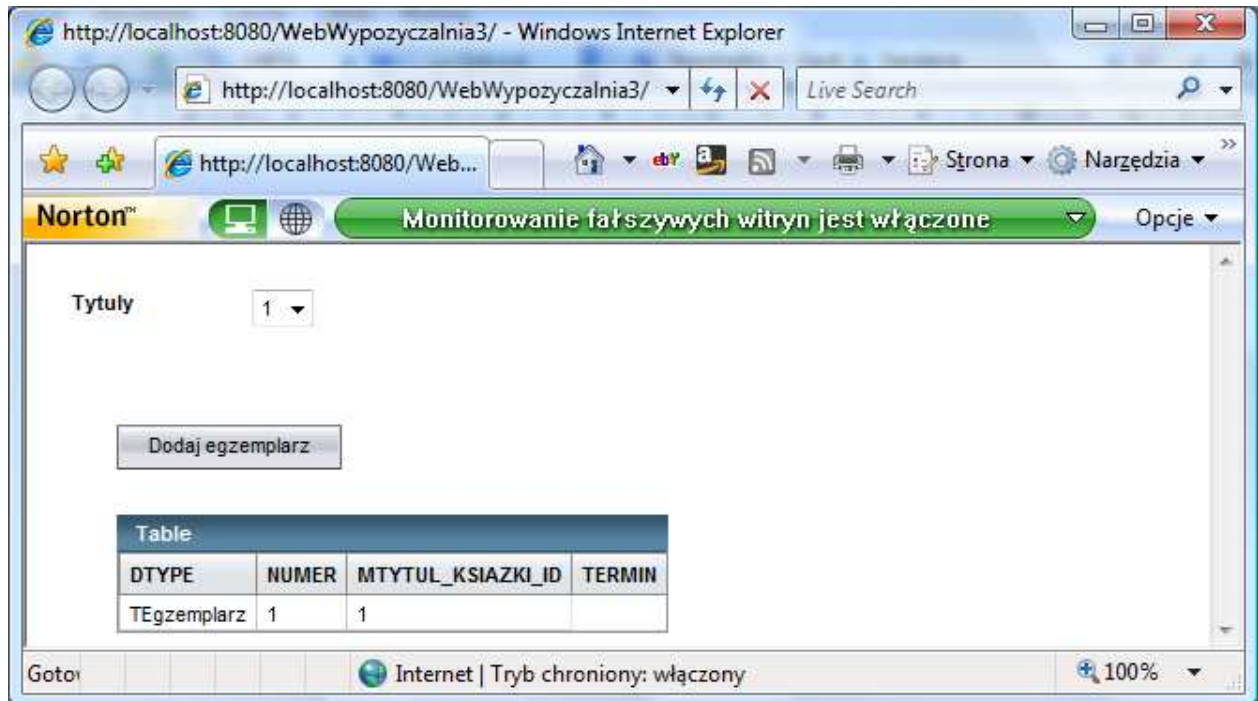 http://localhost:8080/WebWypozyczalnia3/ - Windows Internet Explorer
http://localhost:8080/WebWypozyczalnia3/ Live Search
http://localhost:8080/Web... ebY a Strona Narzędzia »
Norton™ Monitorowanie fałszywych witryn jest włączone Opcje
Tytuly 1
Dodaj egzemplarz
Table
DTYPE NUMER MTYTUL_KSIAZKI_ID TERMIN
TEgzemplarz 1 1
Gotov Internet | Tryb chroniony: włączony 100%